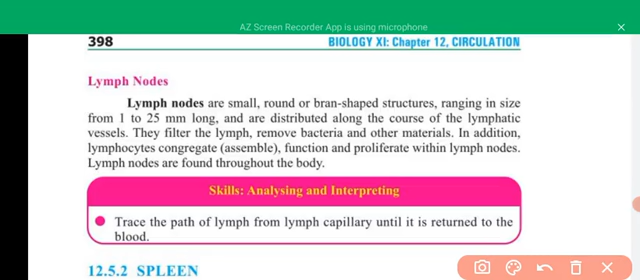 AZ Screen Recorder App is using microphone
398
BIOLOGY XI: Chapter 12, CIRCULATION
Lymph Nodes
Lymph nodes are small, round or bran-shaped structures, ranging in size
from 1 to 25 mm long, and are distributed along the course of the lymphatic
vessels. They filter the lymph, remove bacteria and other materials. In addition,
lymphocytes congregate (assemble), function and proliferate within lymph nodes.
Lymph nodes are found throughout the body.
Skills: Analysing and Interpreting
Trace the path of lymph from lymph capillary until it is returned to the
blood.
12.5.2 SPLEEN